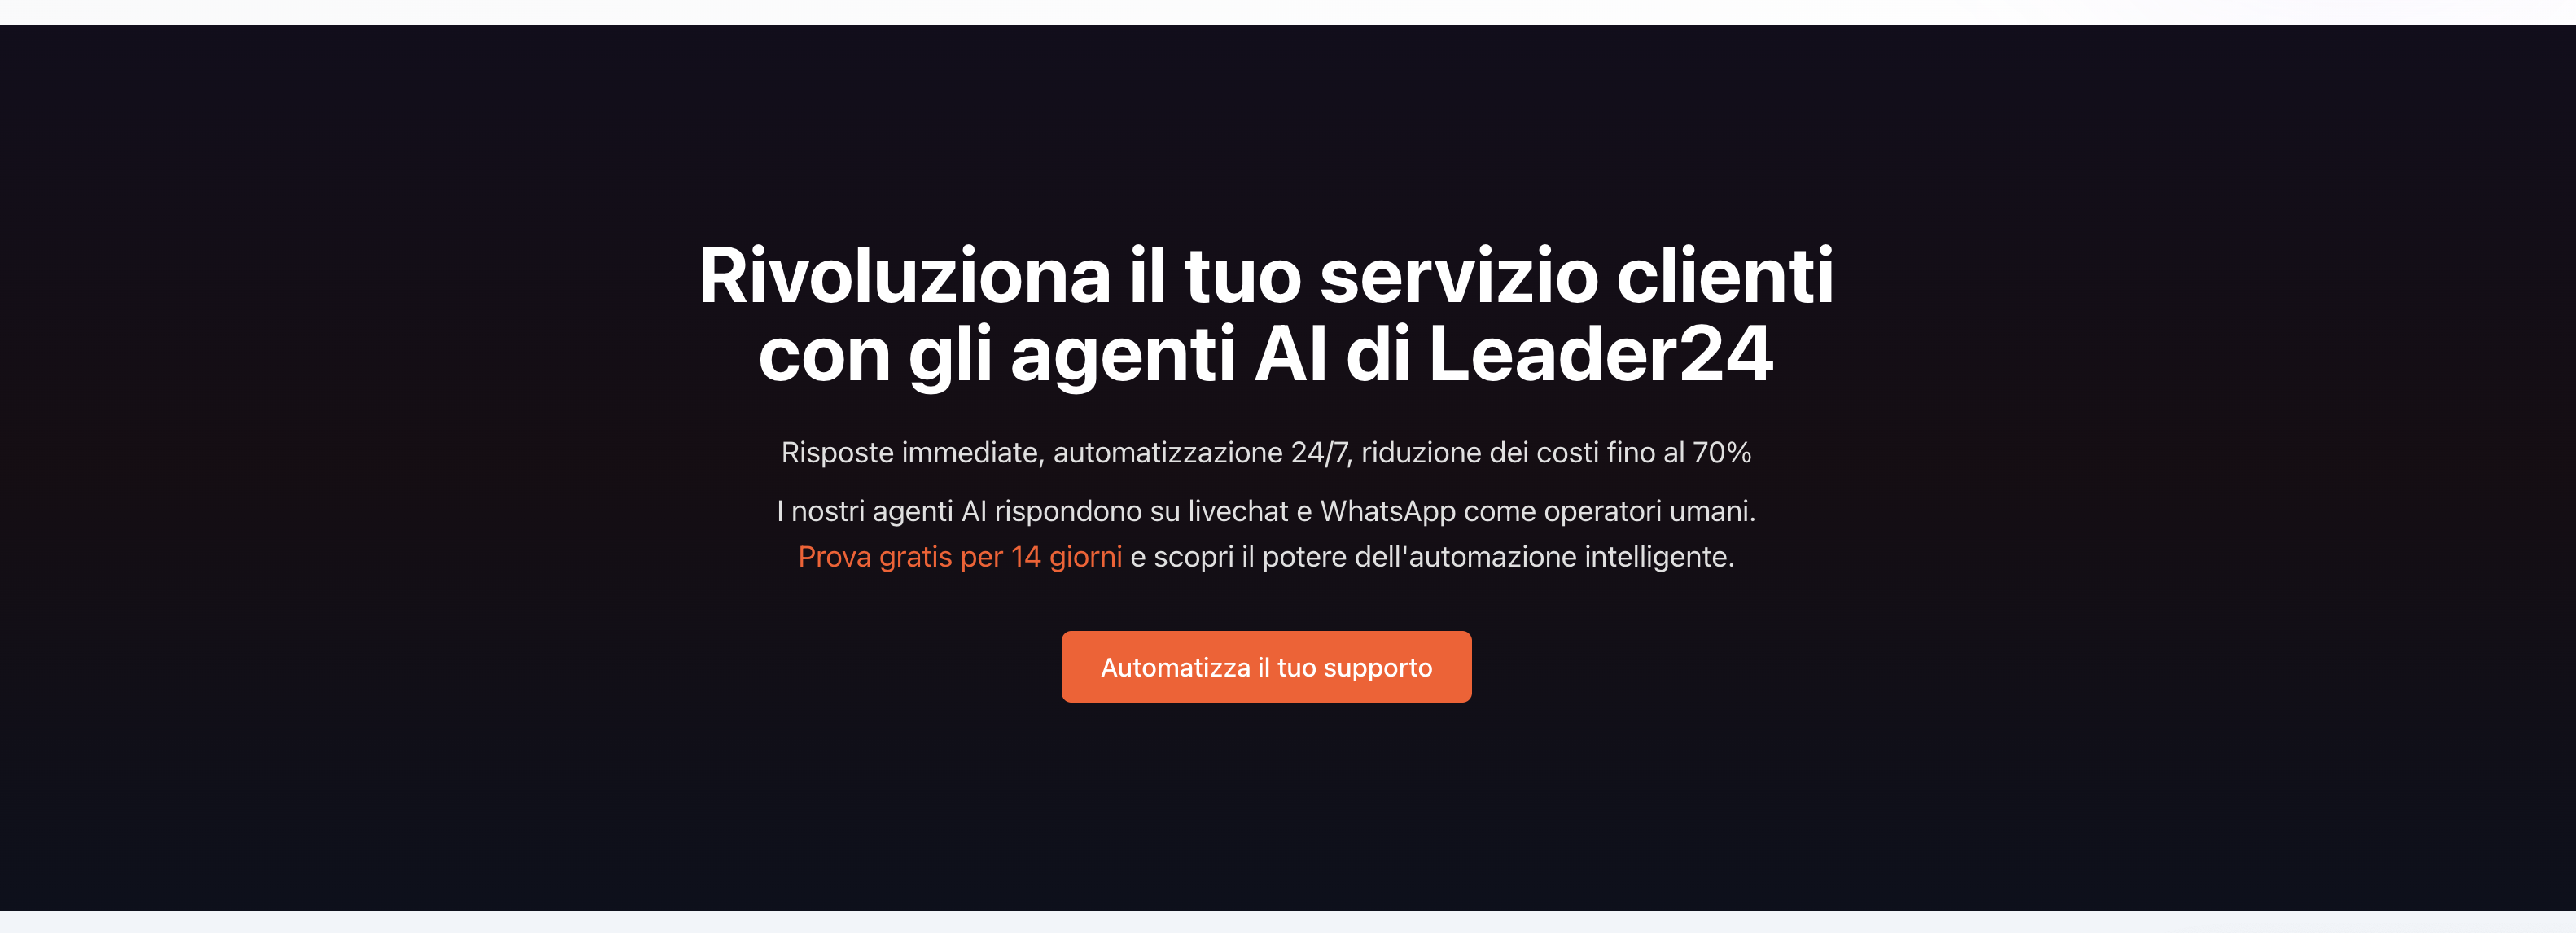 Rivoluziona il tuo servizio clienti
con gli agenti AI di Leader24
Risposte immediate, automatizzazione 24/7, riduzione dei costi fino al 70%
I nostri agenti AI rispondono su livechat e WhatsApp come operatori umani.
Prova gratis per 14 giorni e scopri il potere dell'automazione intelligente.
Automatizza il tuo supporto